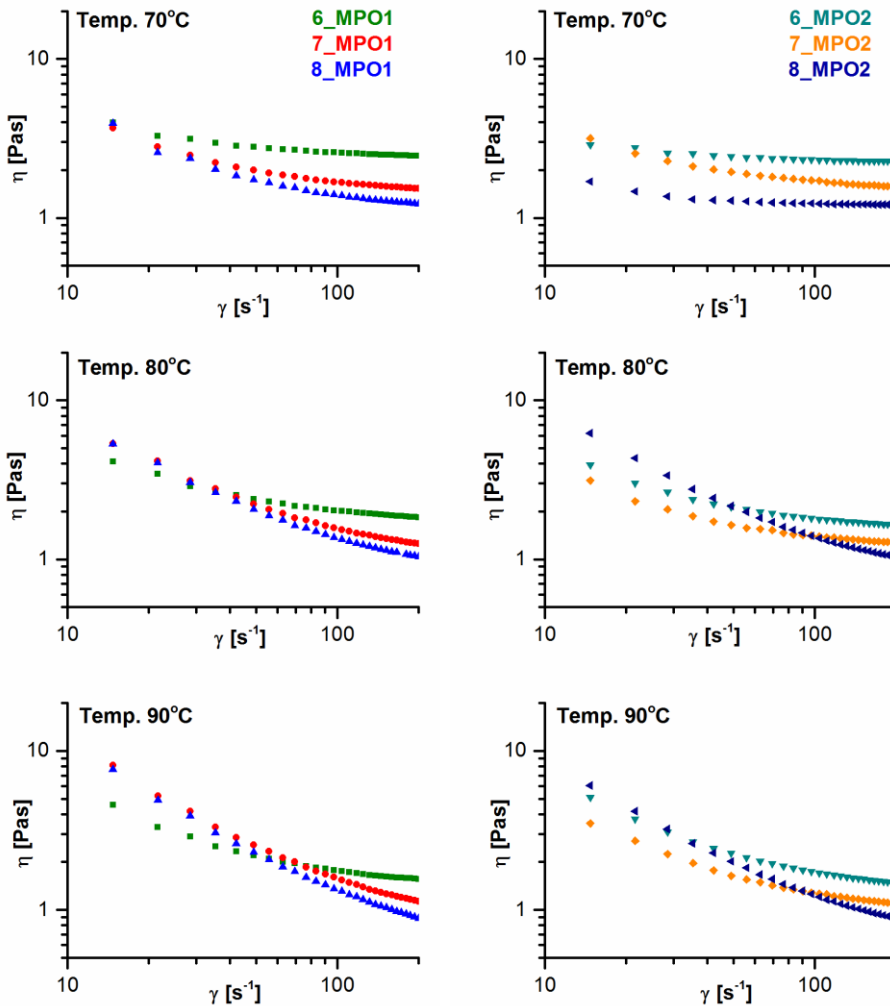 Temp. 70°C
6_MPO1
7_MPO1
8_MPO1
10
1
η [Pas]
10
100
γ [s⁻¹]
Temp. 70°C
6_MPO2
7_MPO2
8_MPO2
10
1
η [Pas]
10
100
γ [s⁻¹]
Temp. 80°C
10
1
η [Pas]
10
100
γ [s⁻¹]
Temp. 80°C
10
1
η [Pas]
10
100
γ [s⁻¹]
Temp. 90°C
10
1
η [Pas]
10
100
γ [s⁻¹]
Temp. 90°C
10
1
η [Pas]
10
100
γ [s⁻¹]